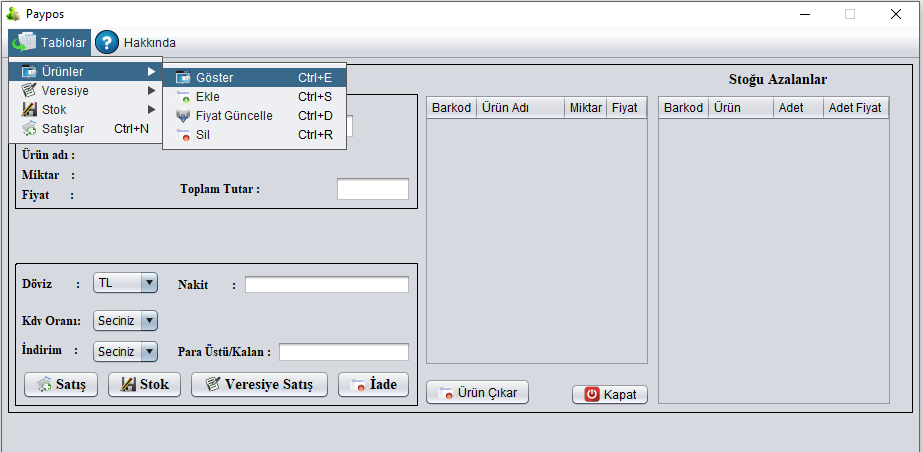 Paypos
Tablolar Hakkında
Ürünler
Veresiye
Stok
Satışlar Ctrl+N
Göster Ctrl+E
Ekle Ctrl+S
Fiyat Güncelle Ctrl+D
Sil Ctrl+R
Ürün adı :
Miktar :
Fiyat :
Toplam Tutar :
Döviz : TL
Nakit :
Kdv Oranı: Seciniz
İndirim : Seciniz
Para Üstü/Kalan :
Satış Stok Veresiye Satış İade
Barkod Ürün Adı Miktar Fiyat
Ürün Çıkar Kapat
Stoğu Azalanlar
Barkod Ürün Adet Adet Fiyat